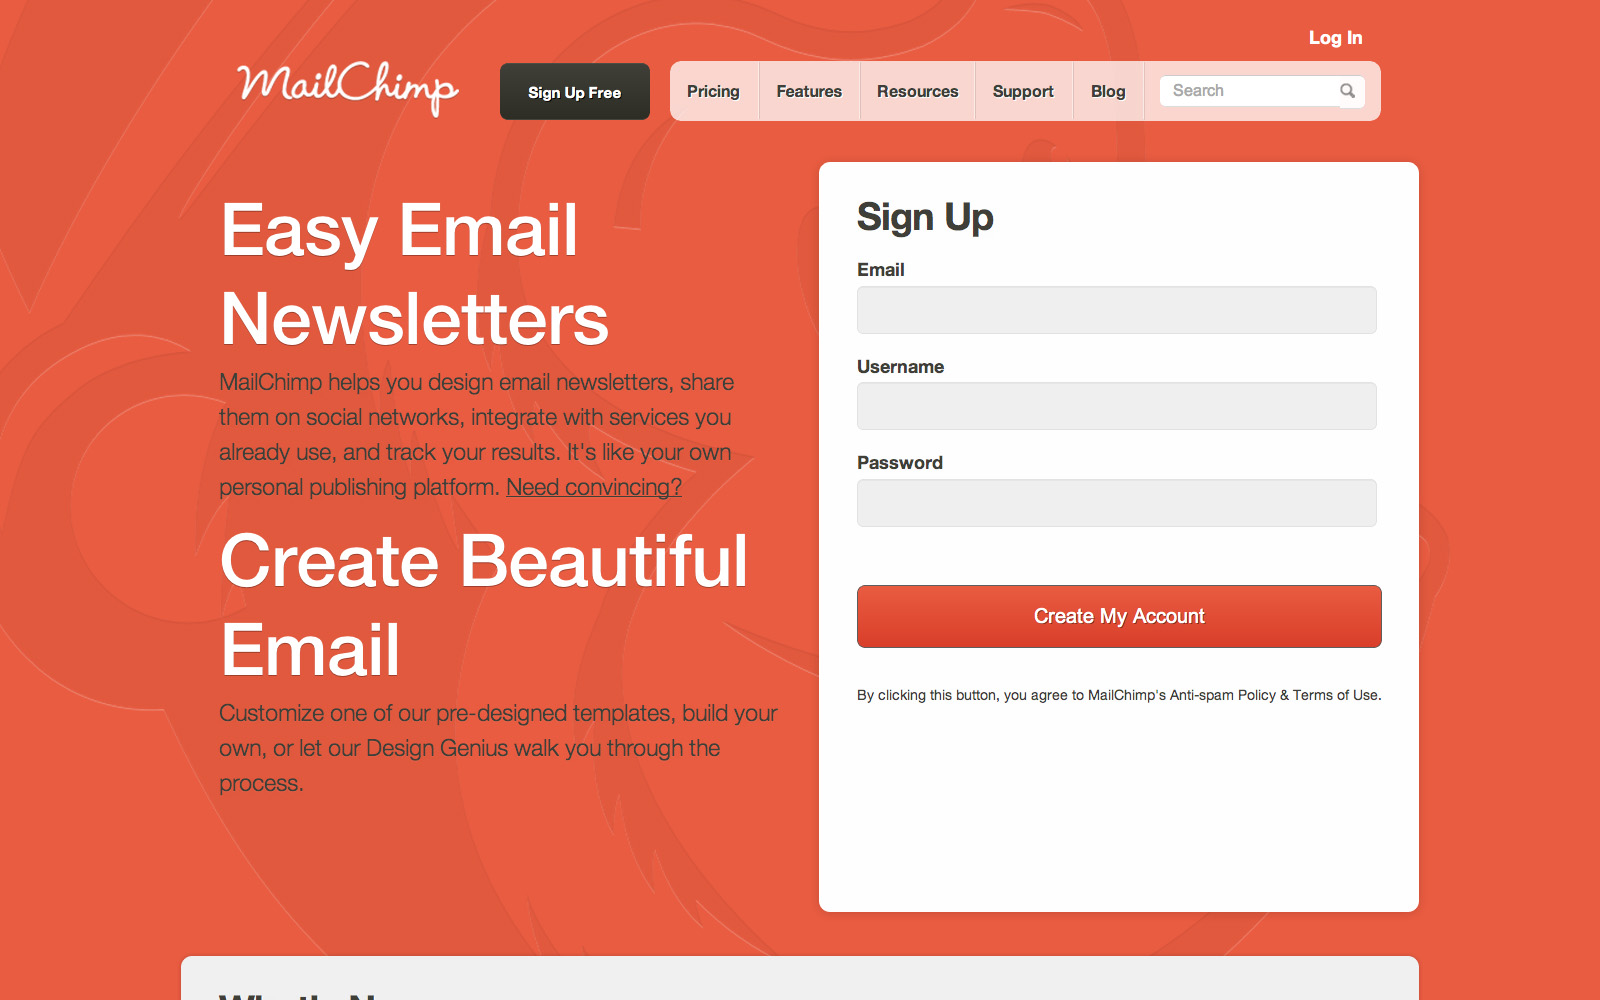 Log In
MailChimp
Sign Up Free
Pricing
Features
Resources
Support
Blog
Search
Easy Email
Newsletters
MailChimp helps you design email newsletters, share
them on social networks, integrate with services you
already use, and track your results. It's like your own
personal publishing platform. Need convincing?
Create Beautiful
Email
Customize one of our pre-designed templates, build your
own, or let our Design Genius walk you through the
process.
Sign Up
Email
Username
Password
Create My Account
By clicking this button, you agree to MailChimp's Anti-spam Policy & Terms of Use.